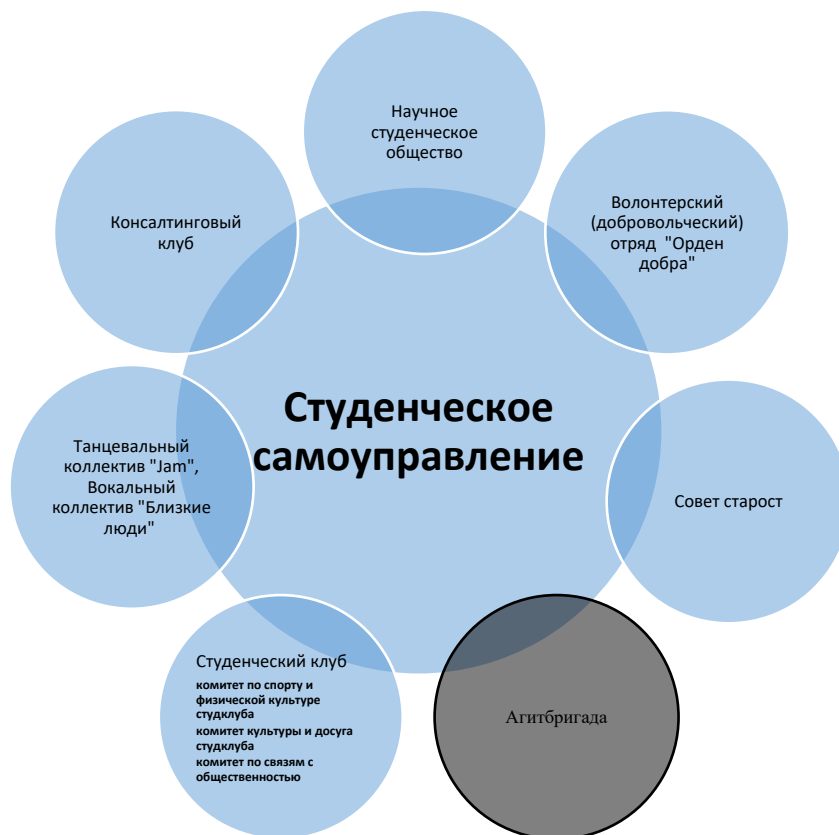 Научное
студенческое
общество
Волонтерский
(добровольческий)
отряд "Орден
добра"
Совет старост
Агитбригада
Студенческий клуб
комитет по спорту и
физической культуре
студклуба
комитет культуры и досуга
студклуба
комитет по связям с
общественностью
Танцевальный
коллектив "Jam",
Вокальный
коллектив "Близкие
люди"
Консалтинговый
клуб
Студенческое
самоуправление